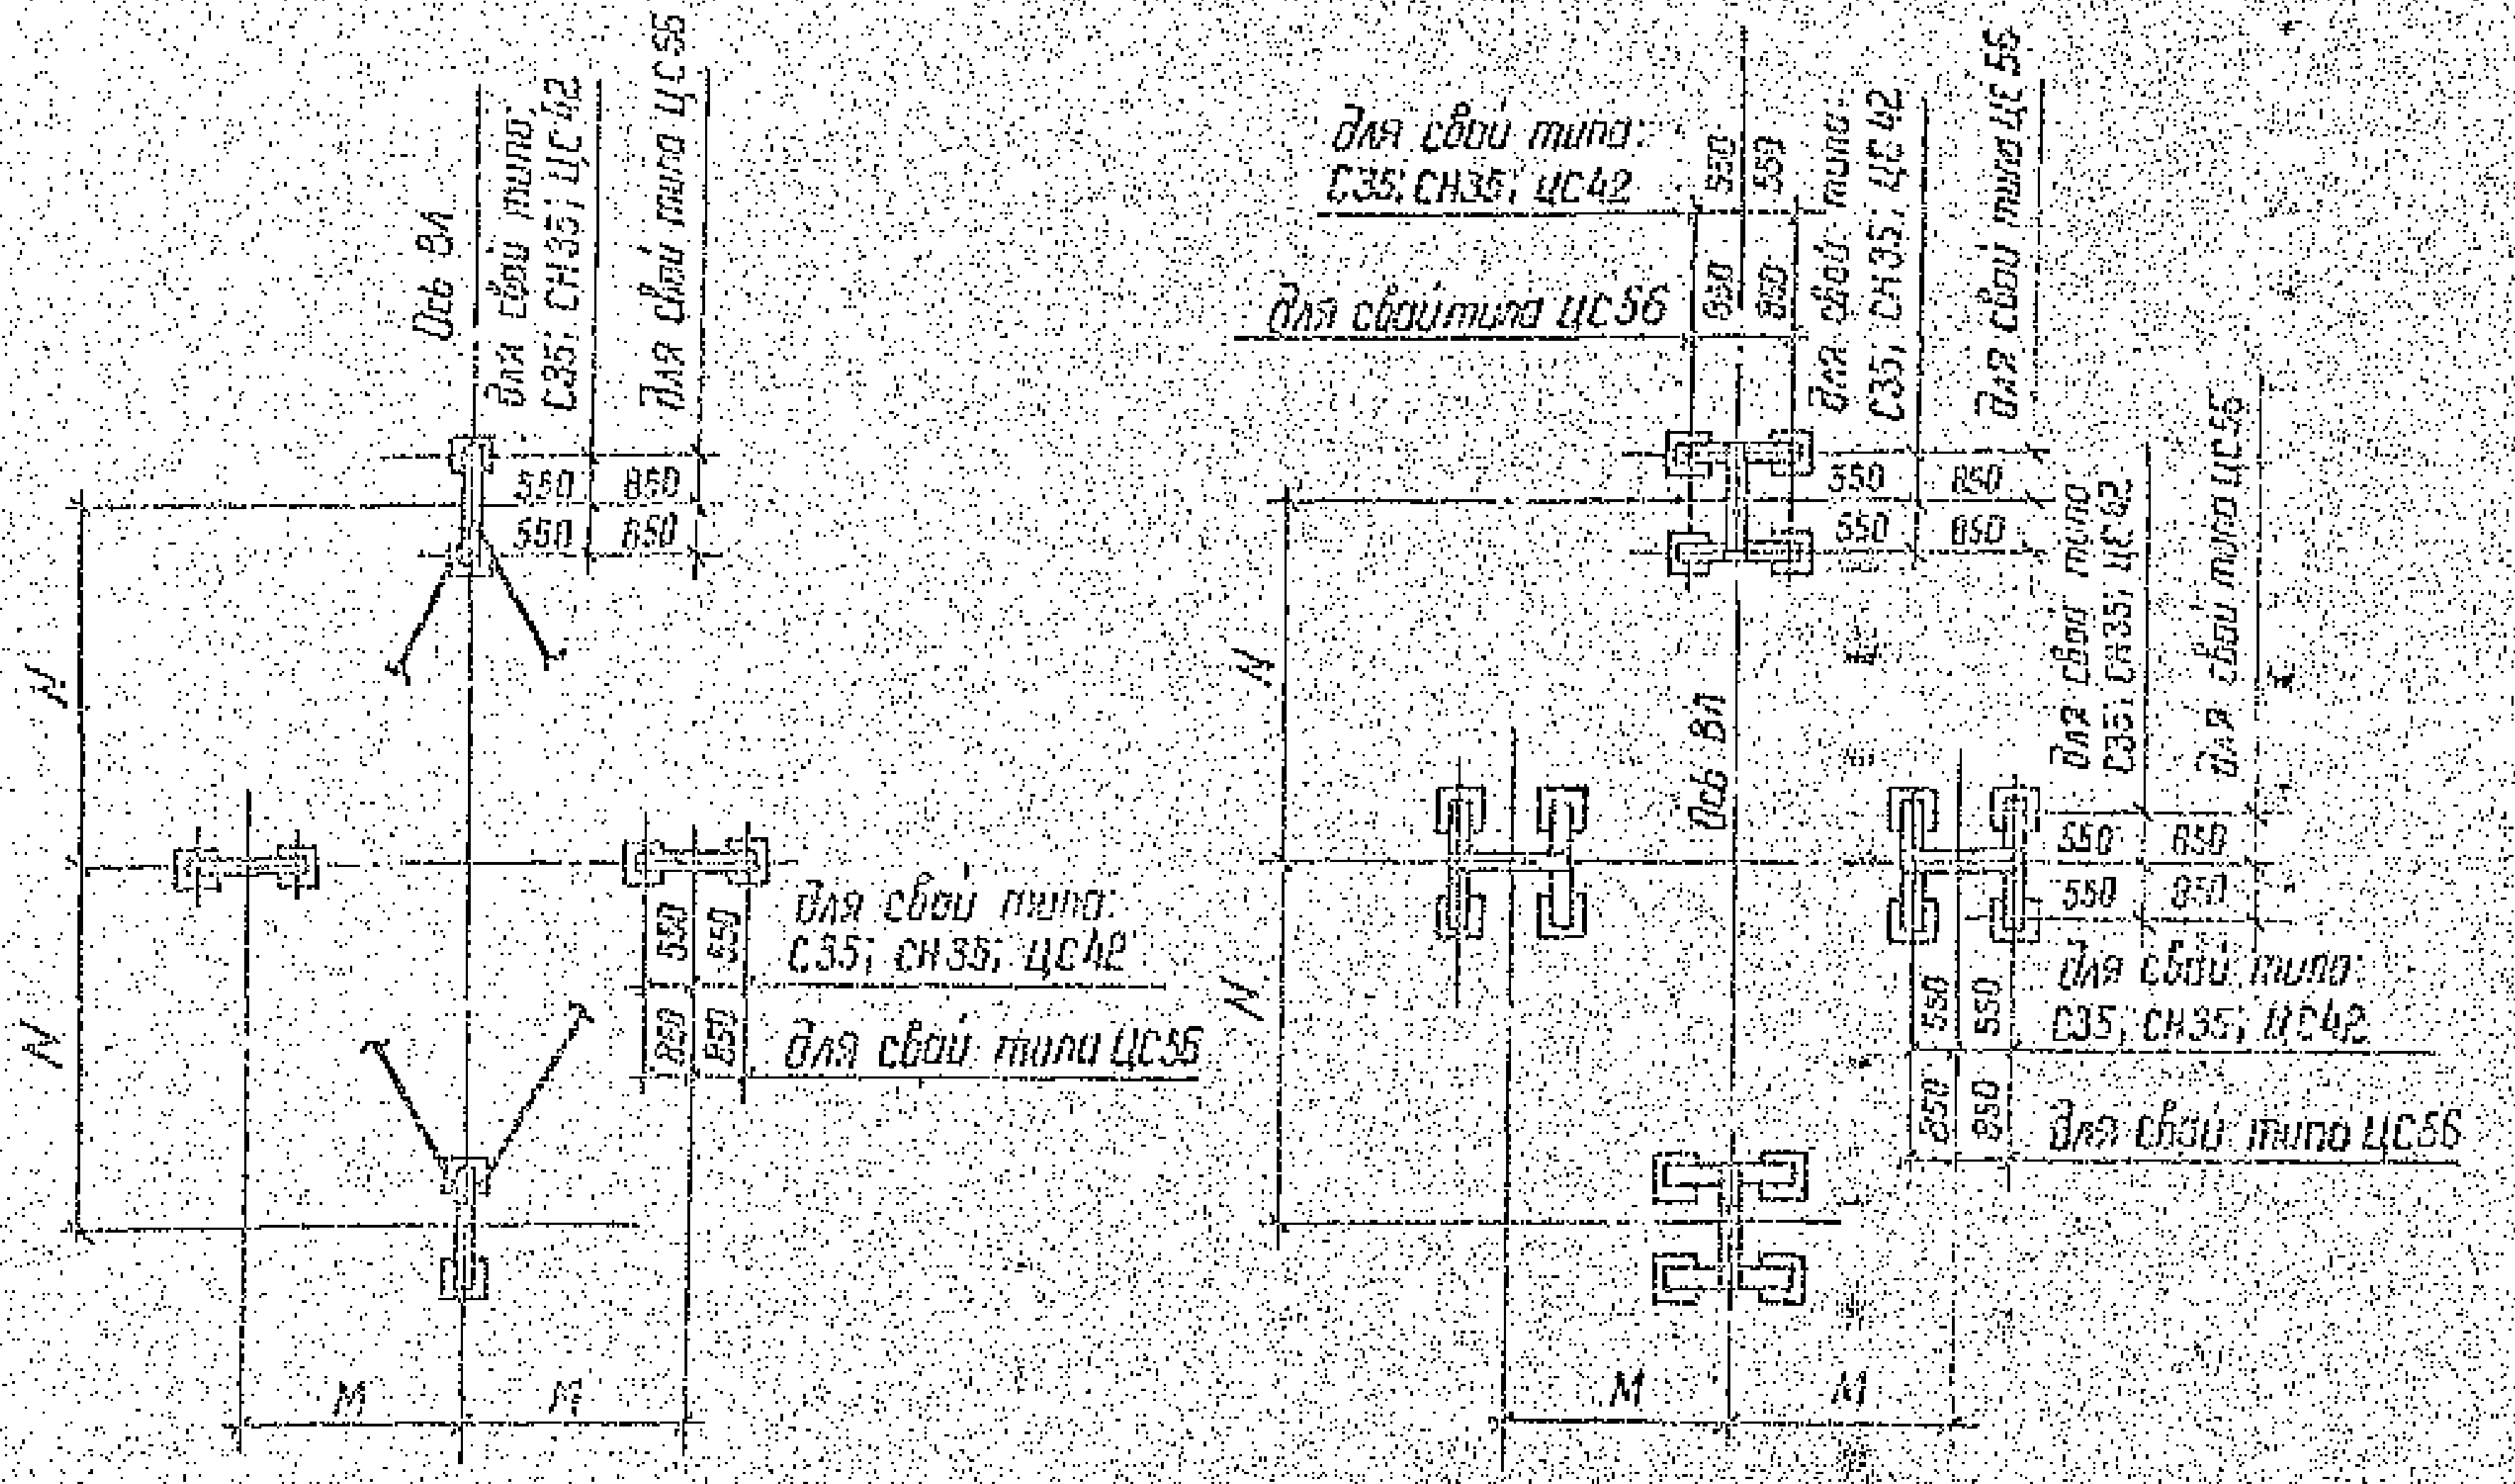 Ось ВЛ
Для свай типа,
С35; СН35; ЦС42
Для свай типа ЦС56
550
850
550
850
N
N
550
550
для свай типа:
С35; СН35; ЦС42
850
850
для свай типа ЦС56
М
М
для свай типа:
С35; СН35; ЦС42
550
550
для свай типа ЦС56
850
850
для свай типа:
С35; СН35; ЦС42
для свай типа ЦС56
550
850
550
850
N
N
Ось ВЛ
для свай типа
С35; СН35; ЦС42
для свай типа ЦС56
550
850
550
850
550
550
для свай типа:
С35; СН35; ЦС42
850
850
для свай типа ЦС56
М
М